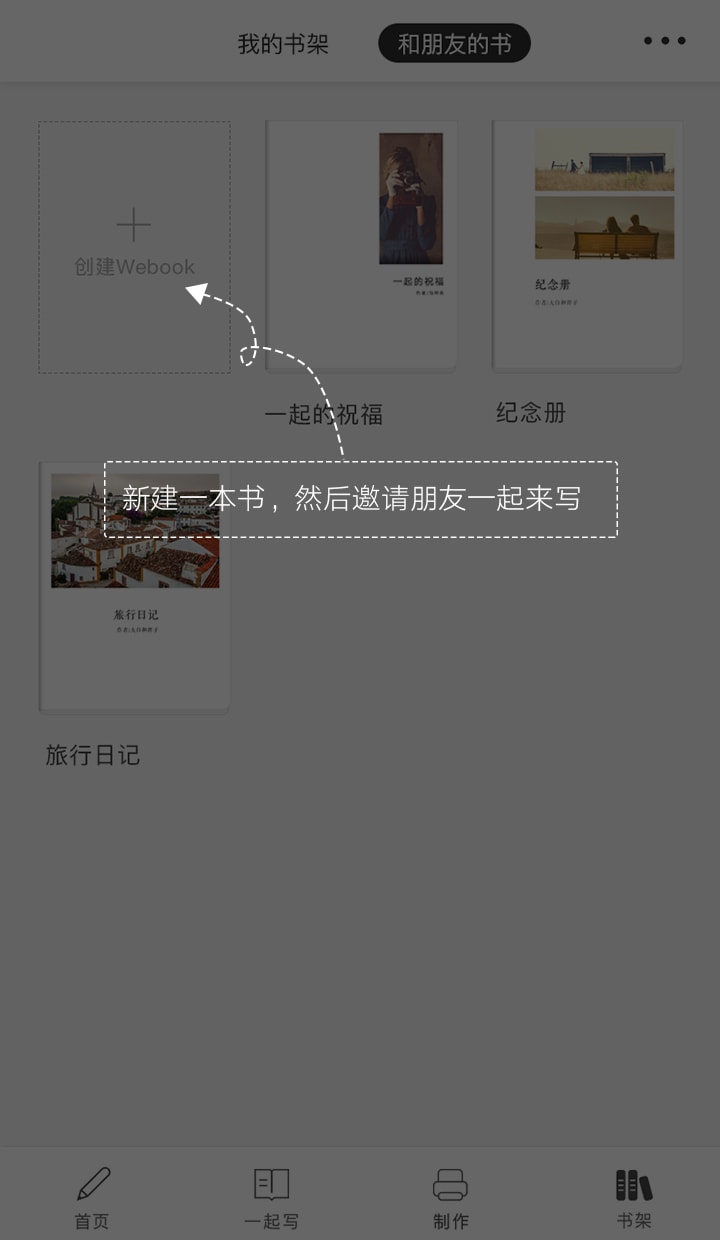 我的书架
和朋友的书
创建Webook
一起的祝福
纪念册
一起的祝福
纪念册
新建一本书，然后邀请朋友一起来写
旅行日记
旅行日记
首页
一起写
制作
书架